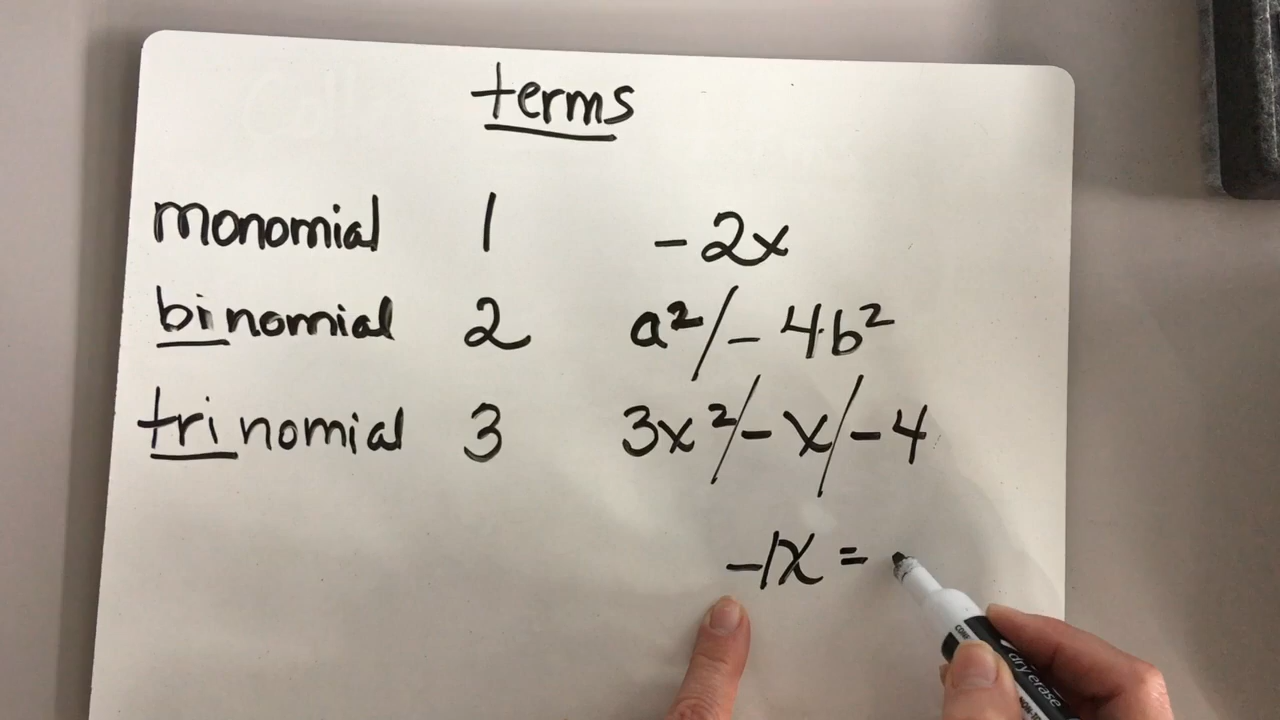 terms
monomial 1 -2x
binomial 2 a²/- 4b²
trinomial 3 3x²/- x/- 4
-1x =
dry erase